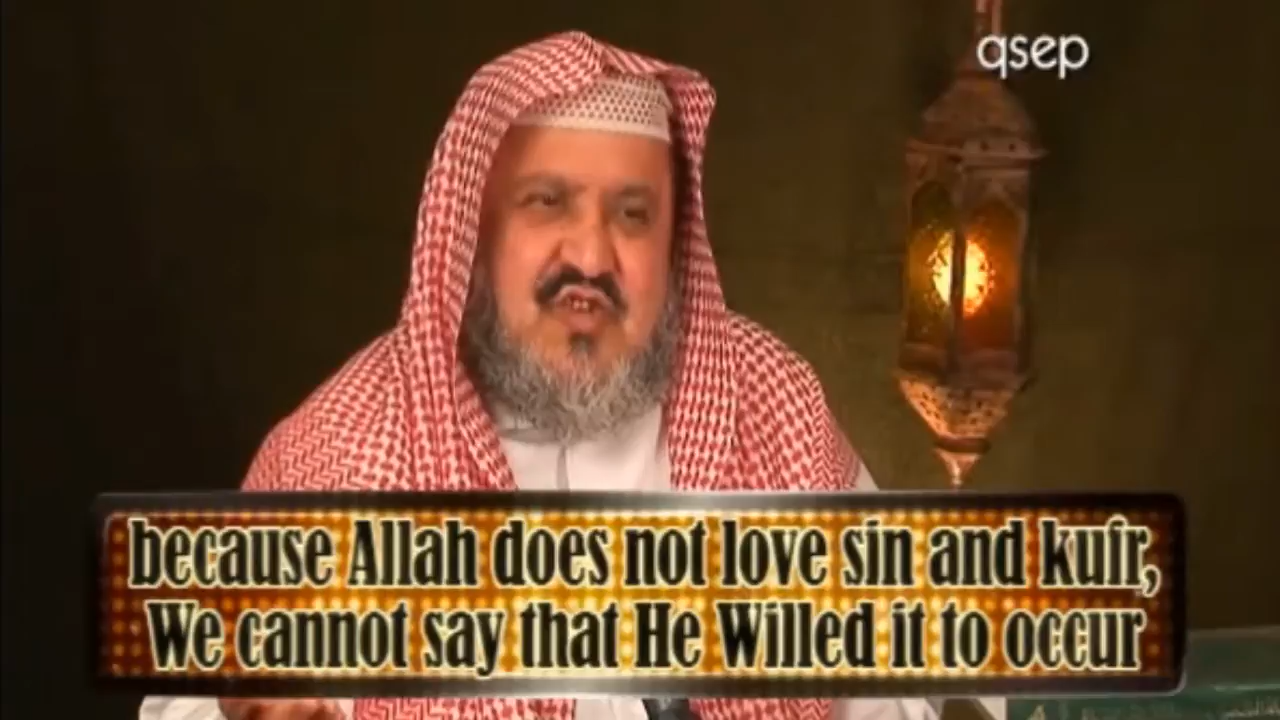 qsep
because Allah does not love sin and kufr,
We cannot say that He Willed it to occur